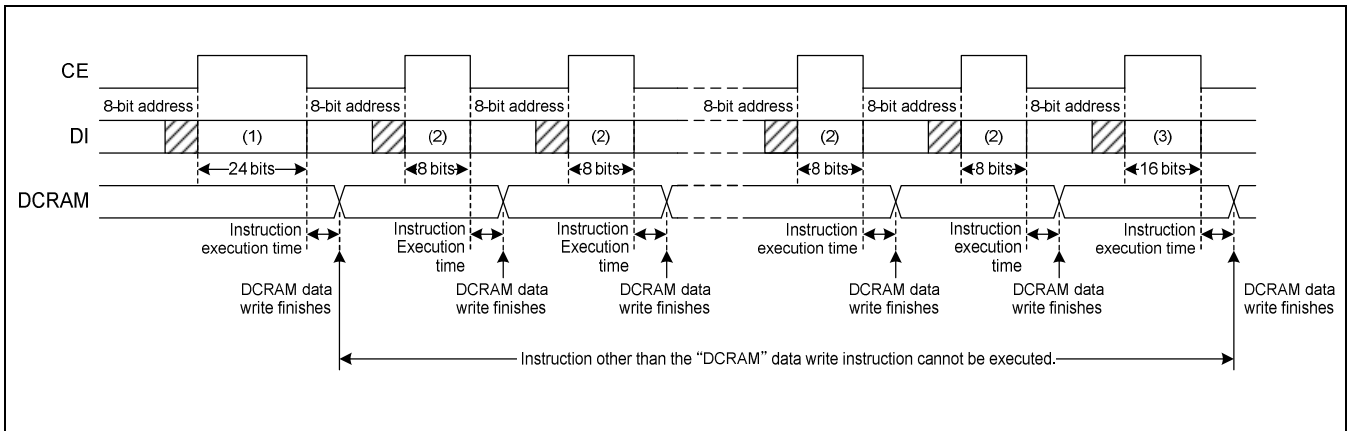 CE
8-bit address 8-bit address 8-bit address 8-bit address 8-bit address 8-bit address
DI (1) (2) (2) (2) (2) (3)
24 bits 8 bits 8 bits 8 bits 8 bits 16 bits
DCRAM
Instruction execution time
Instruction Execution time
Instruction Execution time
Instruction execution time
Instruction execution time
Instruction execution time
DCRAM data write finishes
DCRAM data write finishes
DCRAM data write finishes
DCRAM data write finishes
DCRAM data write finishes
DCRAM data write finishes
Instruction other than the “DCRAM” data write instruction cannot be executed.